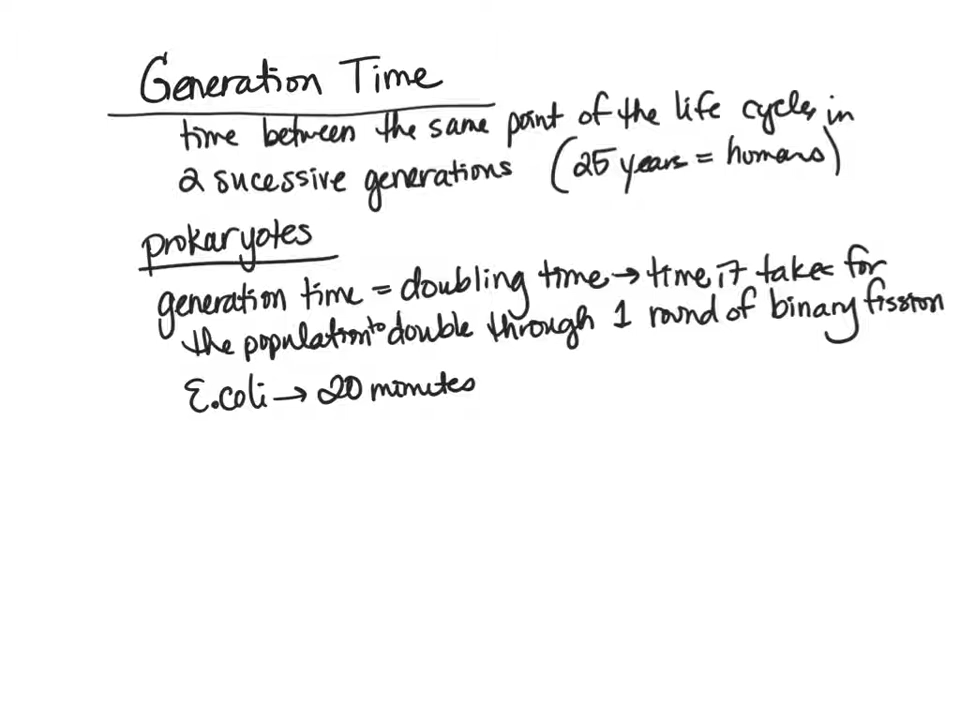 Generation Time
time between the same point of the life cycle, in
2 sucessive generations (25 years = humans)
prokaryotes
generation time = doubling time → time it takes for
the population to double through 1 round of binary fission
E.coli → 20 minutes